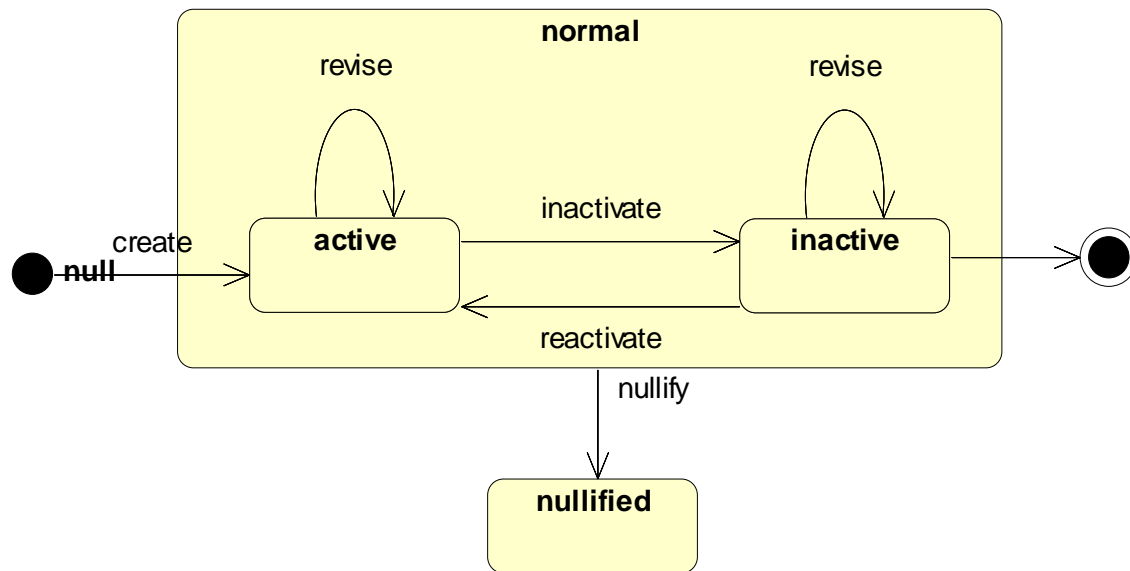 normal
revise
revise
inactivate
create
active
inactive
null
reactivate
nullify
nullified